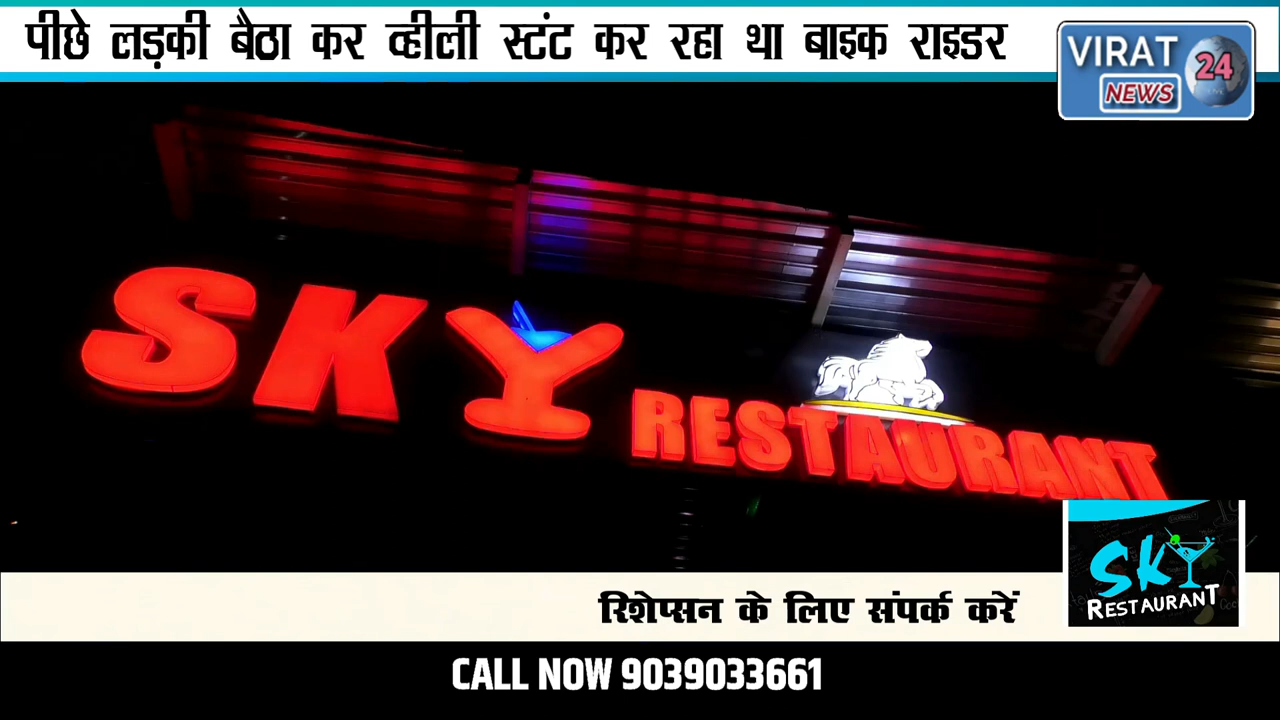 पीछे लड़की बैठा कर व्हीली स्टंट कर रहा था बाइक राइडर
VIRAT
24
NEWS
SKY
RESTAURANT
SKY
RESTAURANT
रिशेप्सन के लिए संपर्क करें
CALL NOW 9039033661